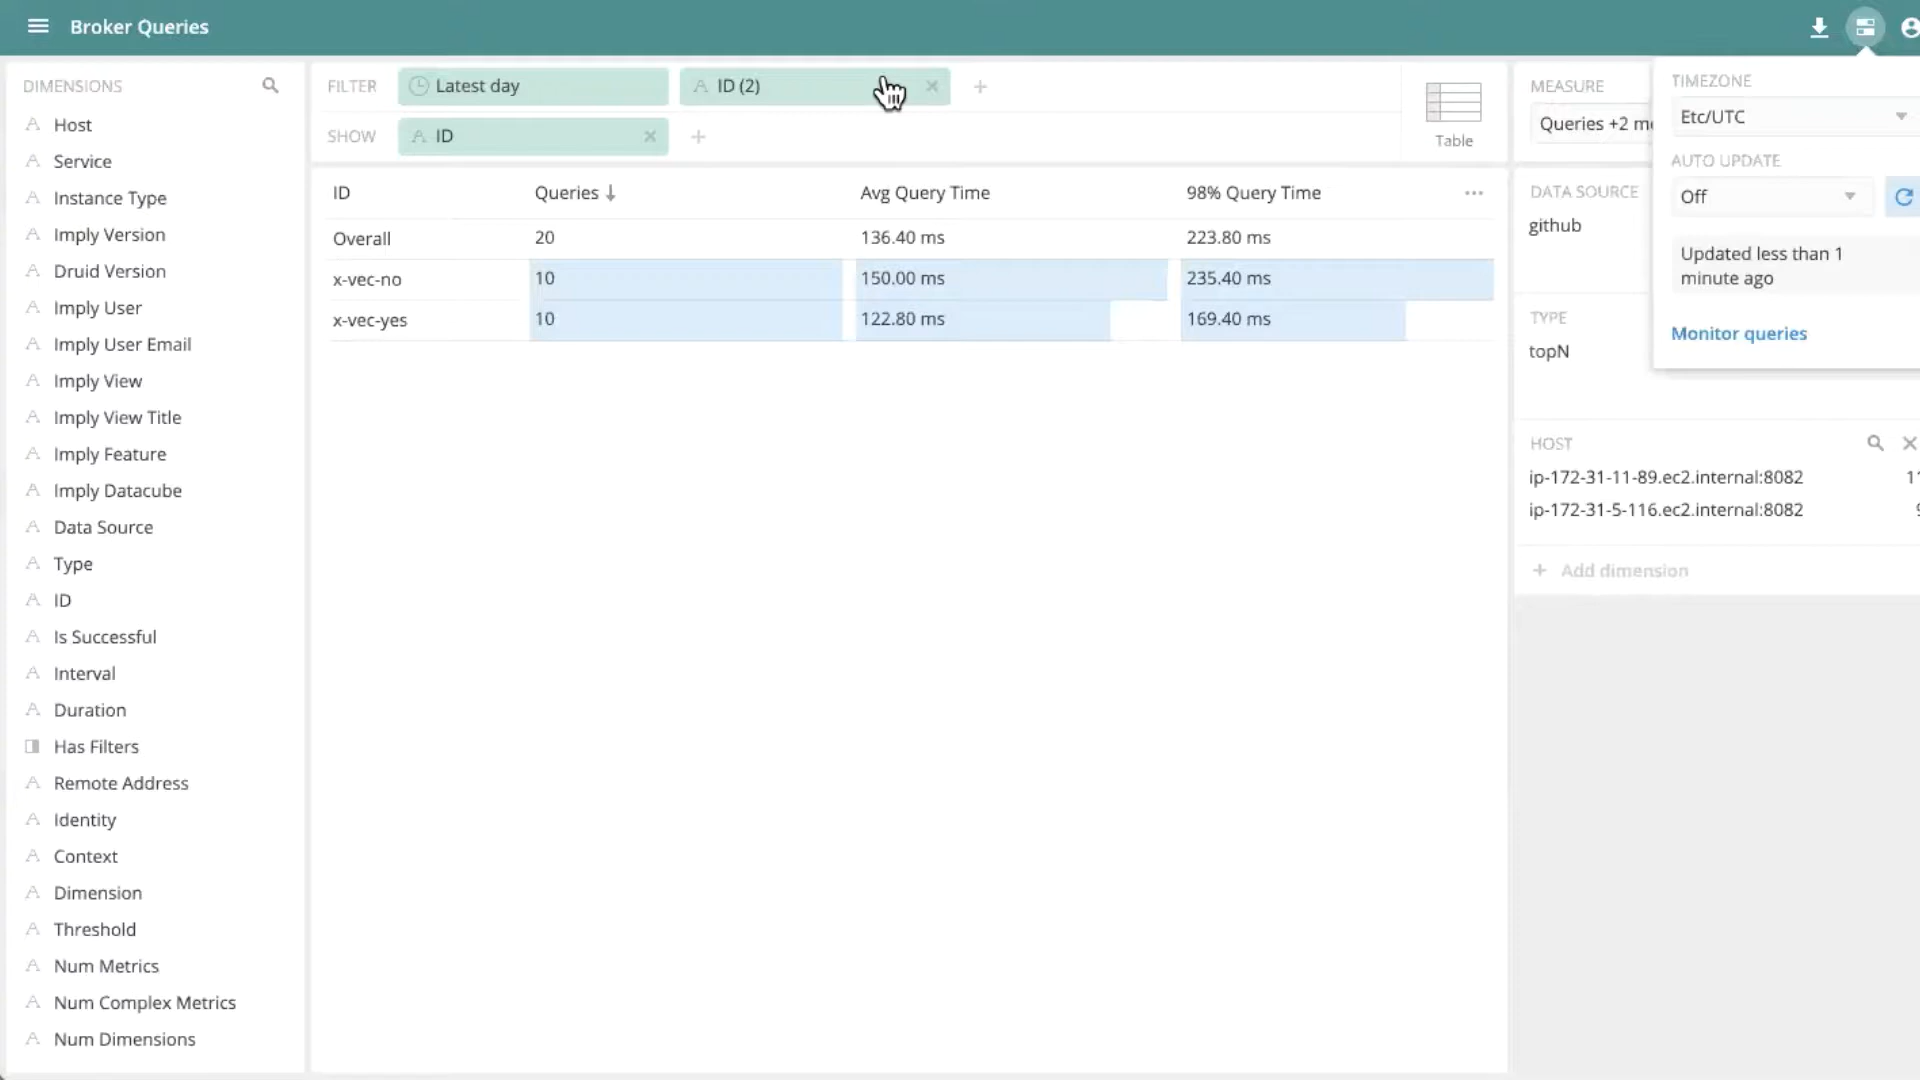 Broker Queries
DIMENSIONS
Host
Service
Instance Type
Imply Version
Druid Version
Imply User
Imply User Email
Imply View
Imply View Title
Imply Feature
Imply Datacube
Data Source
Type
ID
Is Successful
Interval
Duration
Has Filters
Remote Address
Identity
Context
Dimension
Threshold
Num Metrics
Num Complex Metrics
Num Dimensions
FILTER Latest day ID (2)
SHOW ID
Table
ID Queries Avg Query Time 98% Query Time
Overall 20 136.40 ms 223.80 ms
x-vec-no 10 150.00 ms 235.40 ms
x-vec-yes 10 122.80 ms 169.40 ms
MEASURE
Queries +2
DATA SOURCE
github
TYPE
topN
HOST
ip-172-31-11-89.ec2.internal:8082
ip-172-31-5-116.ec2.internal:8082
Add dimension
TIMEZONE
Etc/UTC
AUTO UPDATE
Off
Updated less than 1
minute ago
Monitor queries